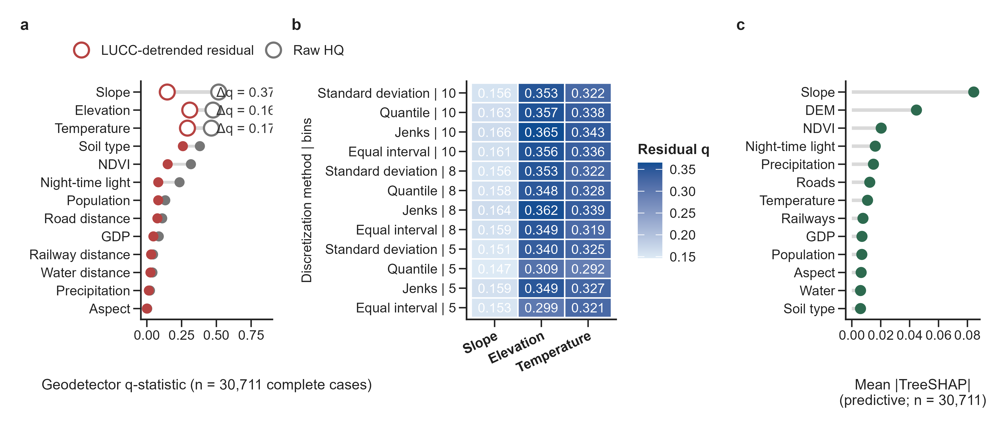 a
LUCC-detrended residual
Raw HQ
Slope
Elevation
Temperature
Soil type
NDVI
Night-time light
Population
Road distance
GDP
Railway distance
Water distance
Precipitation
Aspect
Δq = 0.37
Δq = 0.16
Δq = 0.17
0.00 0.25 0.50 0.75
Geodetector q-statistic (n = 30,711 complete cases)
b
Discretization method | bins
Standard deviation | 10 0.156 0.353 0.322
Quantile | 10 0.163 0.357 0.338
Jenks | 10 0.166 0.365 0.343
Equal interval | 10 0.161 0.356 0.336
Standard deviation | 8 0.156 0.353 0.322
Quantile | 8 0.158 0.348 0.328
Jenks | 8 0.164 0.362 0.339
Equal interval | 8 0.159 0.349 0.319
Standard deviation | 5 0.151 0.340 0.325
Quantile | 5 0.147 0.309 0.292
Jenks | 5 0.159 0.349 0.327
Equal interval | 5 0.153 0.299 0.321
Slope
Elevation
Temperature
Residual q
0.35
0.30
0.25
0.20
0.15
c
Slope
DEM
NDVI
Night-time light
Precipitation
Roads
Temperature
Railways
GDP
Population
Aspect
Water
Soil type
0.00 0.02 0.04 0.06 0.08
Mean |TreeSHAP|
(predictive; n = 30,711)